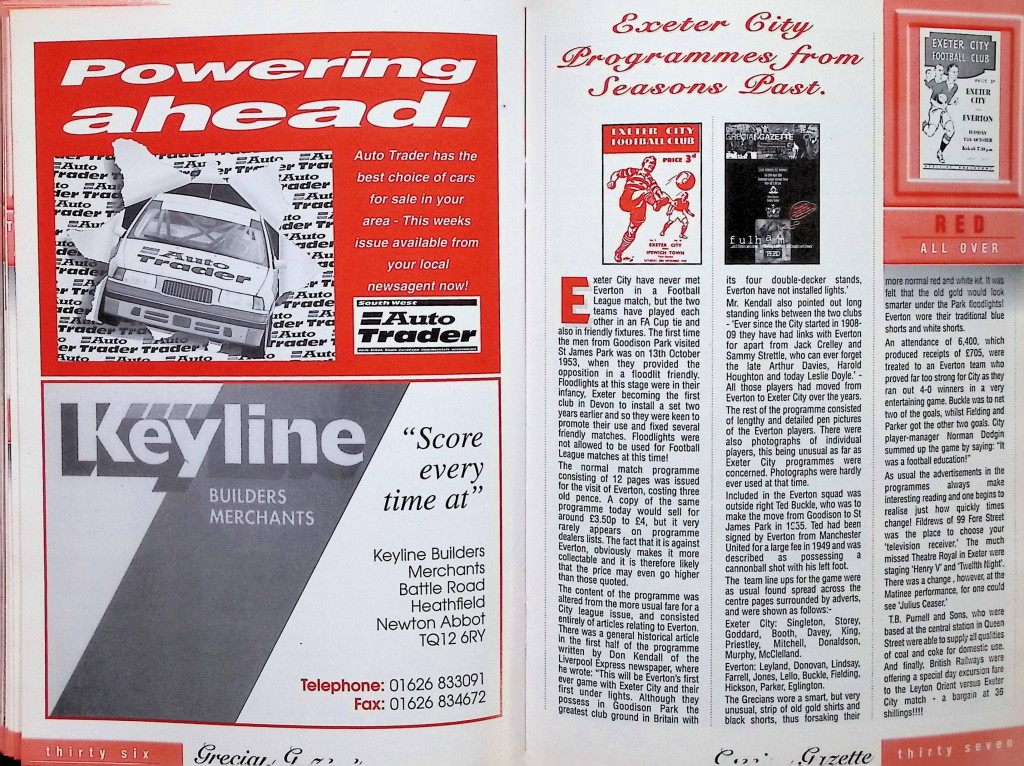 Powering
ahead.
Auto Trader has the
best choice of cars
for sale in your
area - This weeks
issue available from
your local
newsagent now!
South West
Auto
Trader
Auto
Trader
Keyline
BUILDERS
MERCHANTS
“Score
every
time at”
Keyline Builders
Merchants
Battle Road
Heathfield
Newton Abbot
TQ12 6RY
Telephone: 01626 833091
Fax: 01626 834672
thirty six
Exeter City
Programmes from
Seasons Past.
EXETER CITY
FOOTBALL CLUB
PRICE 3d
EXETER CITY
IPSWICH TOWN
GRECIAN GAZETTE
fulham
Exeter City have never met
Everton in a Football
League match, but the two
teams have played each
other in an FA Cup tie and
also in friendly fixtures. The first time
the men from Goodison Park visited
St James Park was on 13th October
1953, when they provided the
opposition in a floodlit friendly.
Floodlights at this stage were in their
infancy, Exeter becoming the first
club in Devon to install a set two
years earlier and so they were keen to
promote their use and fixed several
friendly matches. Floodlights were
not allowed to be used for Football
League matches at this time!
The normal match programme
consisting of 12 pages was issued
for the visit of Everton, costing three
old pence. A copy of the same
programme today would sell for
around £3.50p to £4, but it very
rarely appears on programme
dealers lists. The fact that it is against
Everton, obviously makes it more
collectable and it is therefore likely
that the price may even go higher
than those quoted.
The content of the programme was
altered from the more usual fare for a
City league issue, and consisted
entirely of articles relating to Everton.
There was a general historical article
in the first half of the programme
written by Don Kendall of the
Liverpool Express newspaper, where
he wrote: "This will be Everton's first
ever game with Exeter City and their
first under lights. Although they
possess in Goodison Park the
greatest club ground in Britain with
its four double-decker stands,
Everton have not installed lights.'
Mr. Kendall also pointed out long
standing links between the two clubs
- 'Ever since the City started in 1908-
09 they have had links with Everton
for apart from Jack Crelley and
Sammy Strettle, who can ever forget
the late Arthur Davies, Harold
Houghton and today Leslie Doyle.' -
All those players had moved from
Everton to Exeter City over the years.
The rest of the programme consisted
of lengthy and detailed pen pictures
of the Everton players. There were
also photographs of individual
players, this being unusual as far as
Exeter City programmes were
concerned. Photographs were hardly
ever used at that time.
Included in the Everton squad was
outside right Ted Buckle, who was to
make the move from Goodison to St
James Park in 1955. Ted had been
signed by Everton from Manchester
United for a large fee in 1949 and was
described as possessing a
cannonball shot with his left foot.
The team line ups for the game were
as usual found spread across the
centre pages surrounded by adverts,
and were shown as follows:-
Exeter City: Singleton, Storey,
Goddard, Booth, Davey, King,
Priestley, Mitchell, Donaldson,
Murphy, McClelland.
Everton: Leyland, Donovan, Lindsay,
Farrell, Jones, Lello, Buckle, Fielding,
Hickson, Parker, Eglington.
The Grecians wore a smart, but very
unusual, strip of old gold shirts and
black shorts, thus forsaking their
EXETER CITY
FOOTBALL CLUB
PRICE 3d
EXETER
CITY
EVERTON
TUESDAY
13th OCTOBER
Kick-off 7.30 p.m.
RED
ALL OVER
more normal red and white kit. It was
felt that the old gold would look
smarter under the Park floodlights!
Everton wore their traditional blue
shorts and white shorts.
An attendance of 6,400, which
produced receipts of £705, were
treated to an Everton team who
proved far too strong for City as they
ran out 4-0 winners in a very
entertaining game. Buckle was to net
two of the goals, whilst Fielding and
Parker got the other two goals. City
player-manager Norman Dodgin
summed up the game by saying: "It
was a football education!"
As usual the advertisements in the
programmes always make
interesting reading and one begins to
realise just how quickly times
change! Fildrews of 99 Fore Street
was the place to choose your
'television receiver.' The much
missed Theatre Royal in Exeter were
staging 'Henry V' and 'Twelfth Night'.
There was a change , however, at the
Matinee performance, for one could
see 'Julius Ceaser.'
T.B. Purnell and Sons, who were
based at the central station in Queen
Street were able to supply all qualities
of coal and coke for domestic use.
And finally, British Railways were
offering a special day excursion fare
to the Leyton Orient versus Exeter
City match - a bargain at 36
shillings!!!!
Gazette
thirty seven